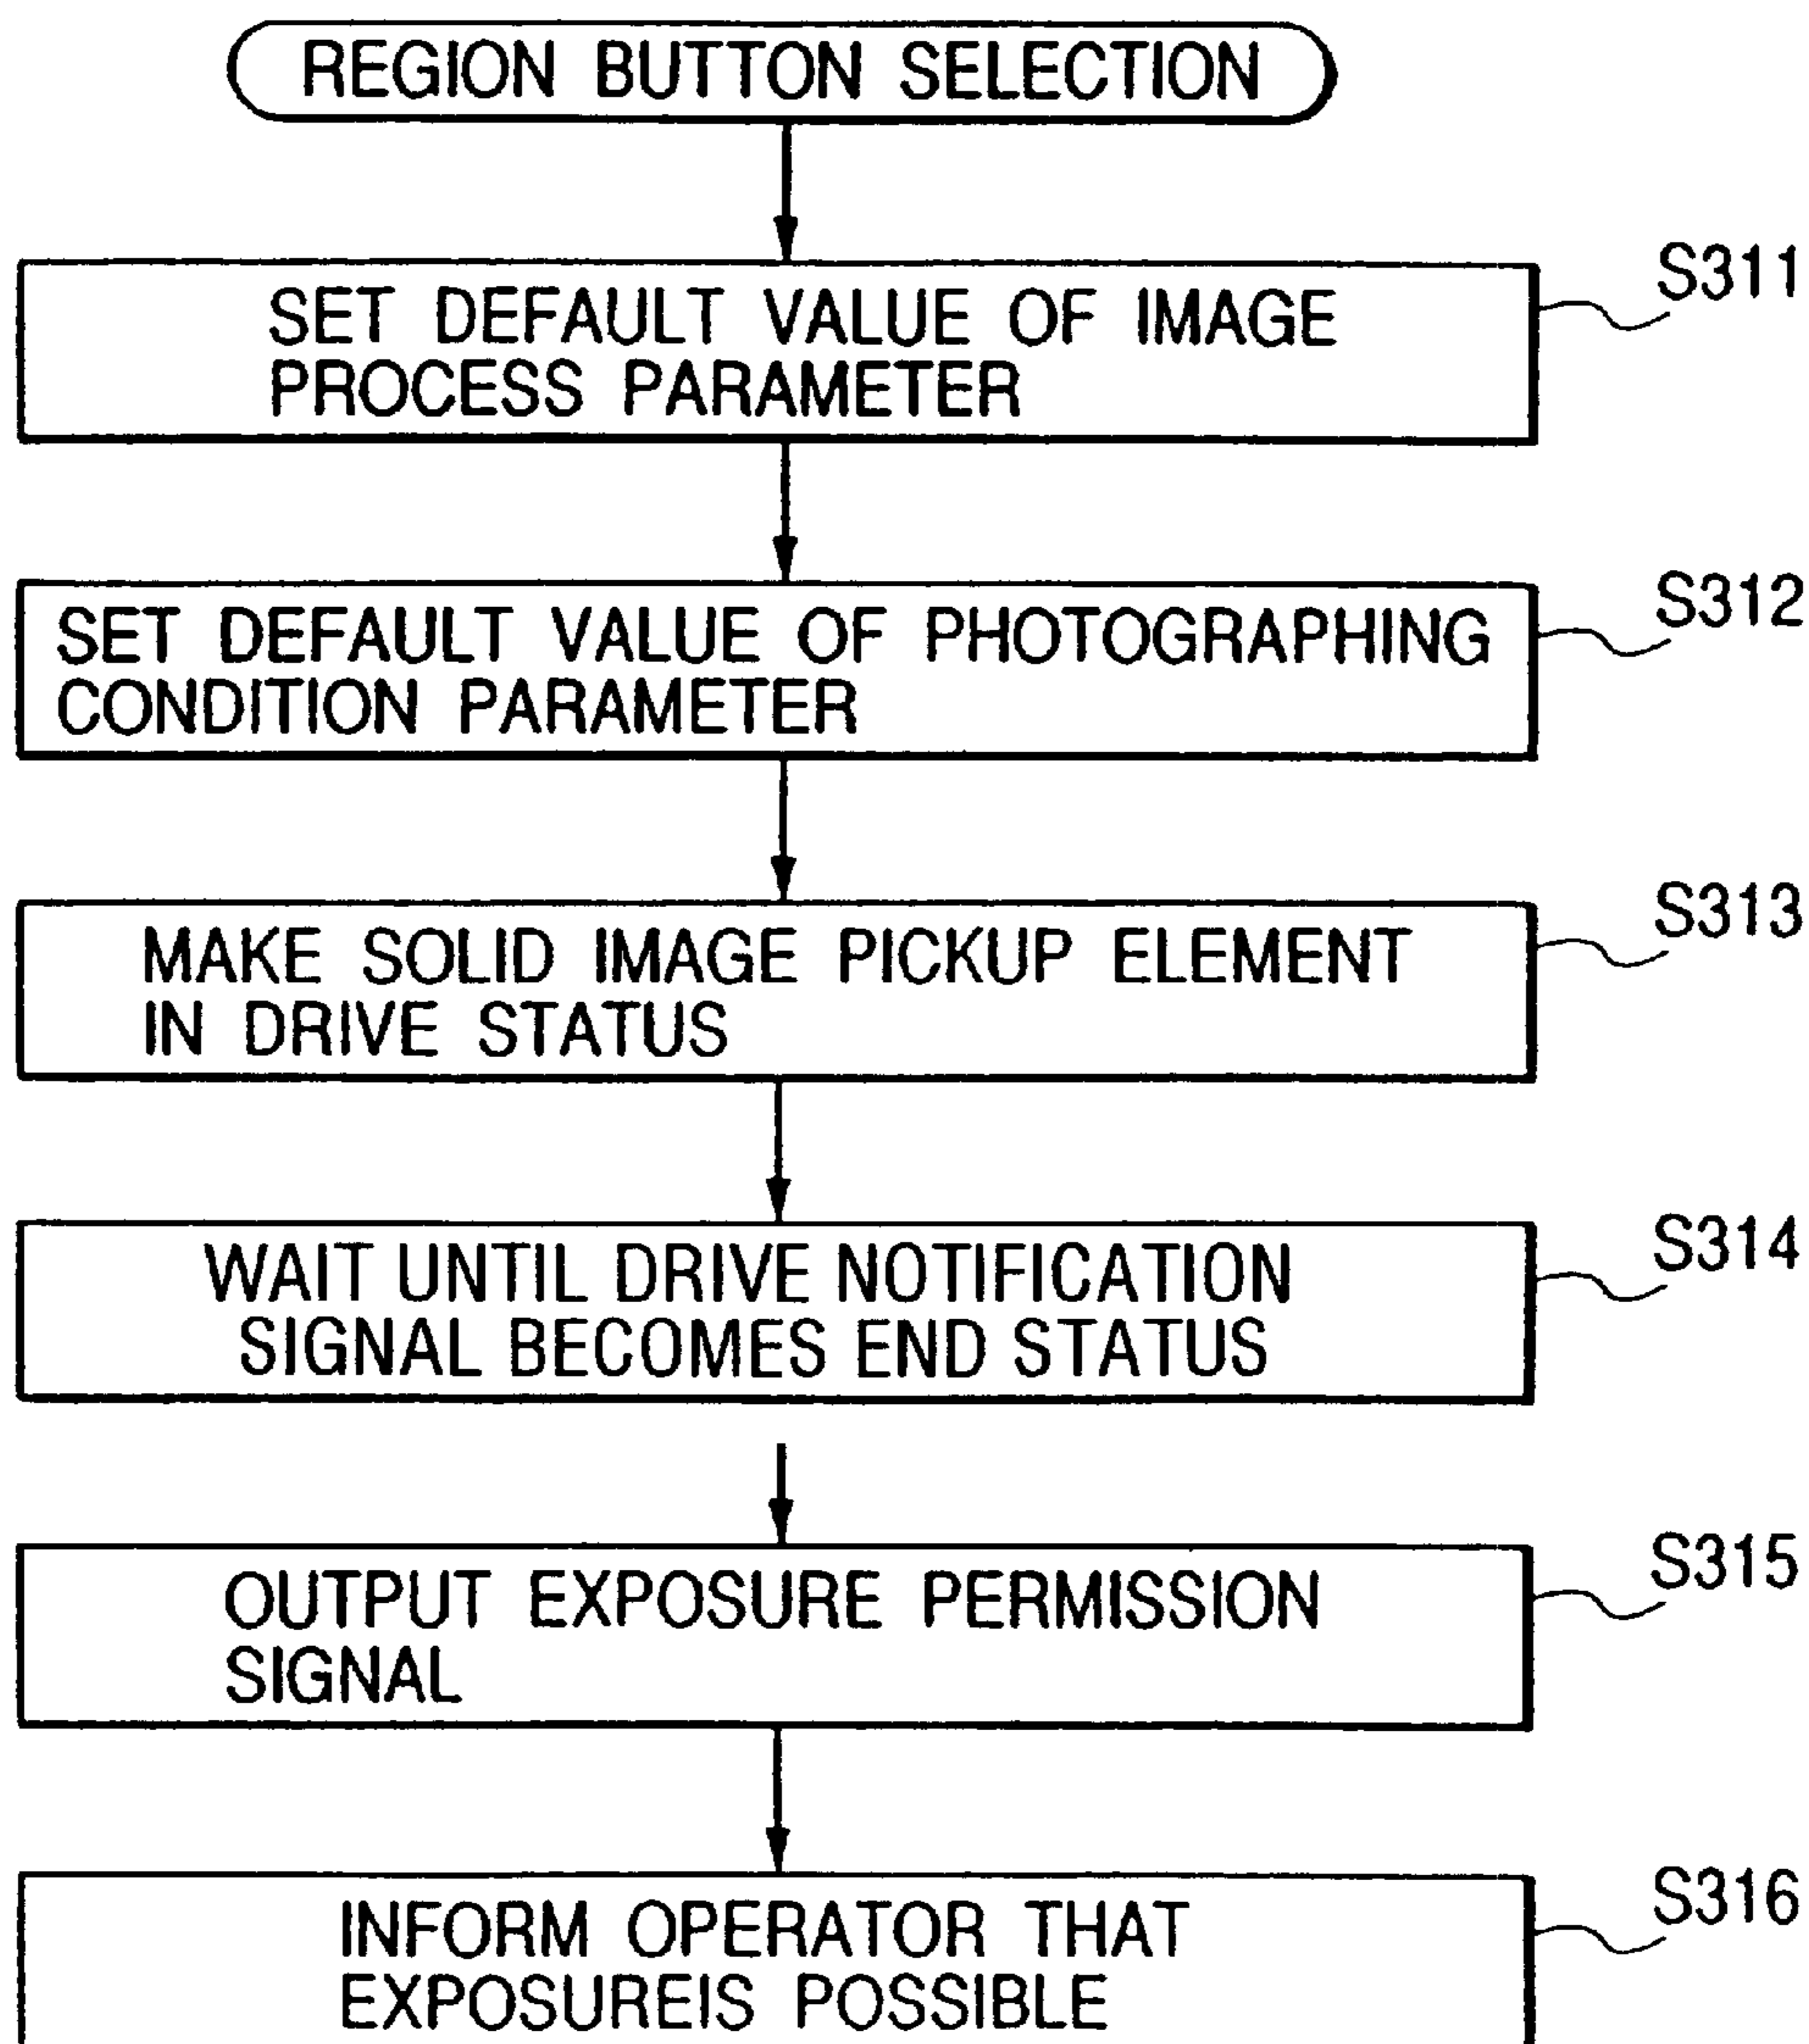 REGION BUTTON SELECTION
S311
SET DEFAULT VALUE OF IMAGE
PROCESS PARAMETER
S312
SET DEFAULT VALUE OF PHOTOGRAPHING
CONDITION PARAMETER
S313
MAKE SOLID IMAGE PICKUP ELEMENT
IN DRIVE STATUS
S314
WAIT UNTIL DRIVE NOTIFICATION
SIGNAL BECOMES END STATUS
S315
OUTPUT EXPOSURE PERMISSION
SIGNAL
S316
INFORM OPERATOR THAT
EXPOSUREIS POSSIBLE